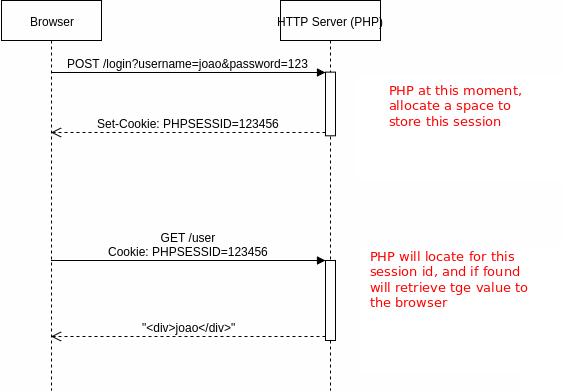 Browser
HTTP Server (PHP)
POST /login?username=joao&password=123
PHP at this moment,
allocate a space to
store this session
Set-Cookie: PHPSESSID=123456
GET /user
Cookie: PHPSESSID=123456
PHP will locate for this
session id, and if found
will retrieve tge value to
the browser
"<div>joao</div>"